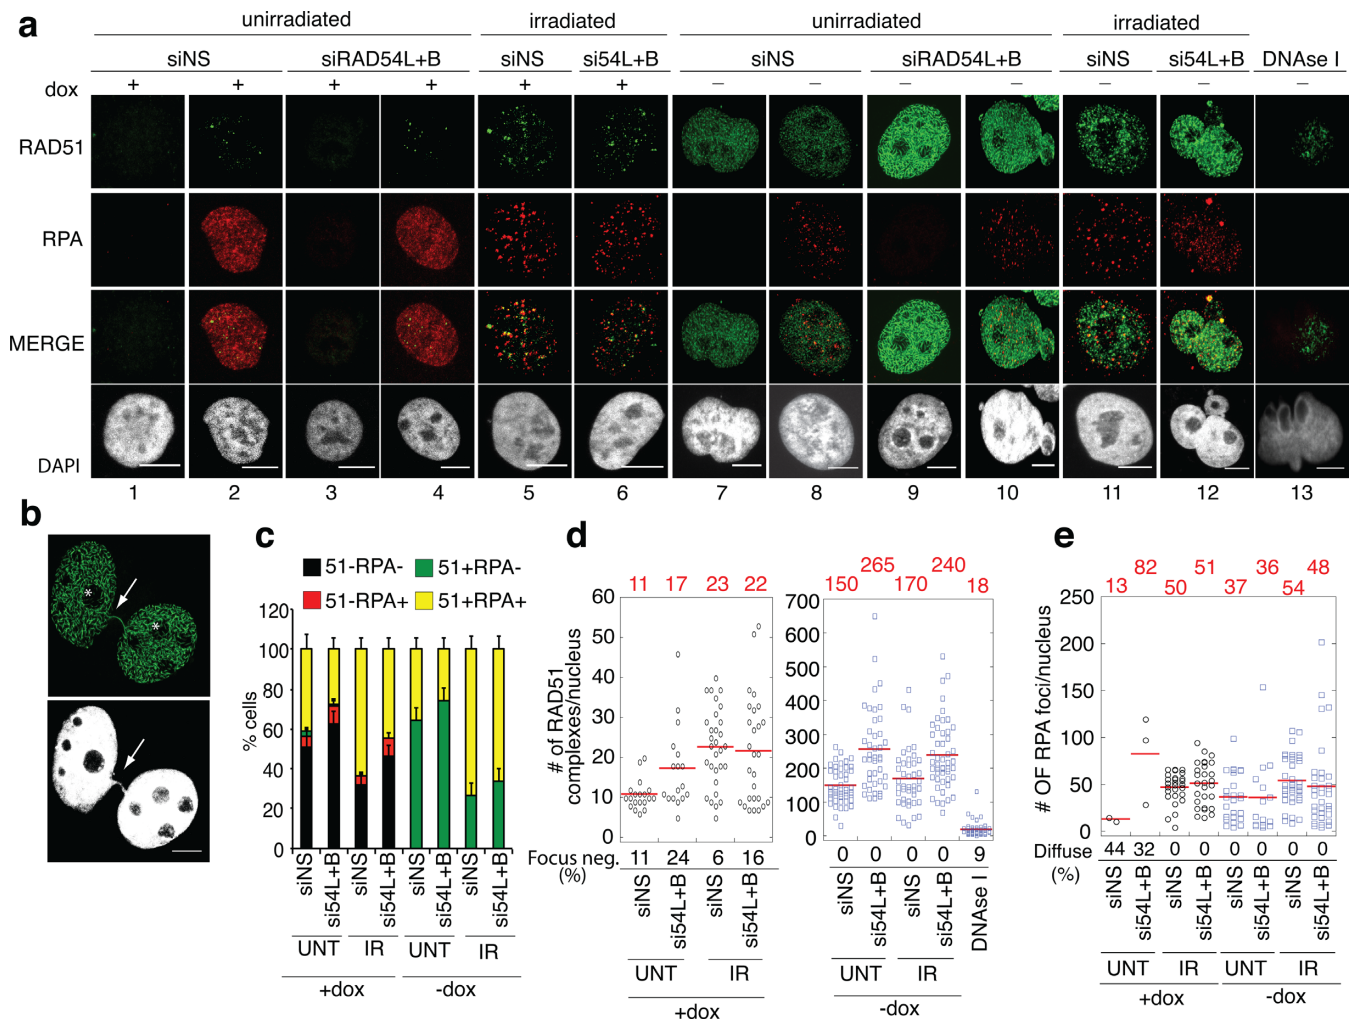 a
unirradiated irradiated unirradiated irradiated
siNS siRAD54L+B siNS si54L+B siNS siRAD54L+B siNS si54L+B DNAse I
dox + + + + + + – – – – – – –
RAD51
RPA
MERGE
DAPI
1 2 3 4 5 6 7 8 9 10 11 12 13
b
* *
c
51-RPA- 51+RPA-
51-RPA+ 51+RPA+
% cells
120
100
80
60
40
20
0
siNS si54L+B siNS si54L+B siNS si54L+B siNS si54L+B
UNT IR UNT IR
+dox -dox
d
# of RAD51
complexes/nucleus
11 17 23 22
60
50
40
30
20
10
0
Focus neg. 11 24 6 16
(%)
siNS si54L+B siNS si54L+B
UNT IR
+dox
150 265 170 240 18
700
600
500
400
300
200
100
0
0 0 0 0 9
siNS si54L+B siNS si54L+B DNAse I
UNT IR
-dox
e
# OF RPA foci/nucleus
13 82 50 51 37 36 54 48
250
200
150
100
50
0
Diffuse 44 32 0 0 0 0 0 0
(%)
siNS si54L+B siNS si54L+B siNS si54L+B siNS si54L+B
UNT IR UNT IR
+dox -dox